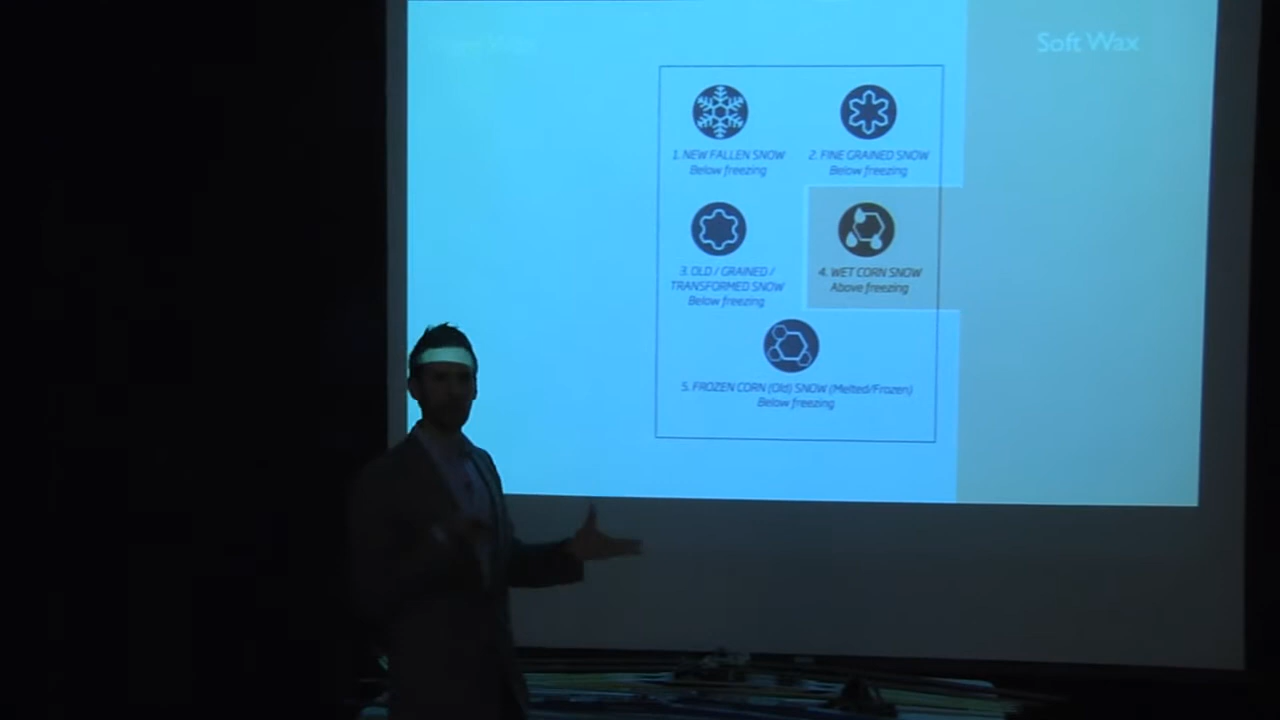 Soft Wax
1. NEW FALLEN SNOW
Below freezing
2. FINE GRAINED SNOW
Below freezing
3. OLD / GRAINED /
TRANSFORMED SNOW
Below freezing
4. WET CORN SNOW
Above freezing
5. FROZEN CORN (Old) SNOW (Melted/Frozen)
Below freezing